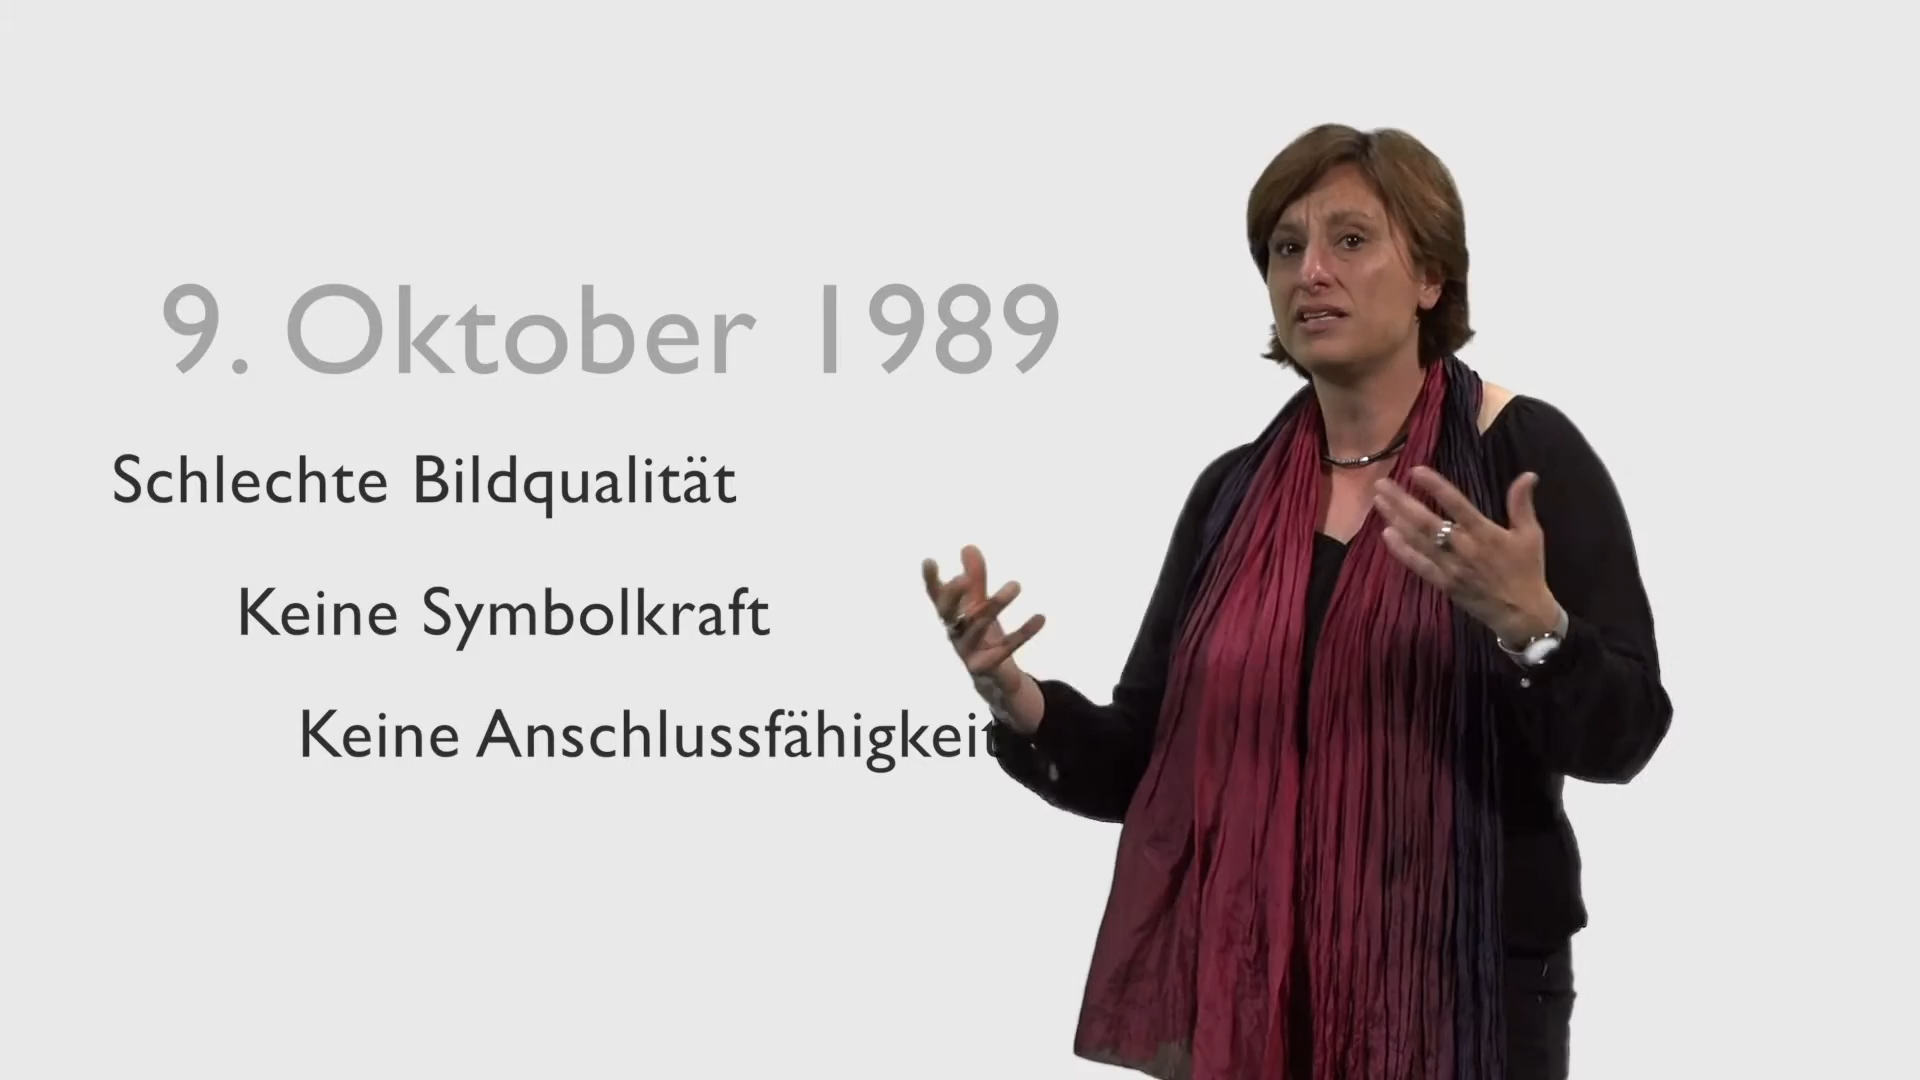 9. Oktober 1989
Schlechte Bildqualität
Keine Symbolkraft
Keine Anschlussfähigkeit